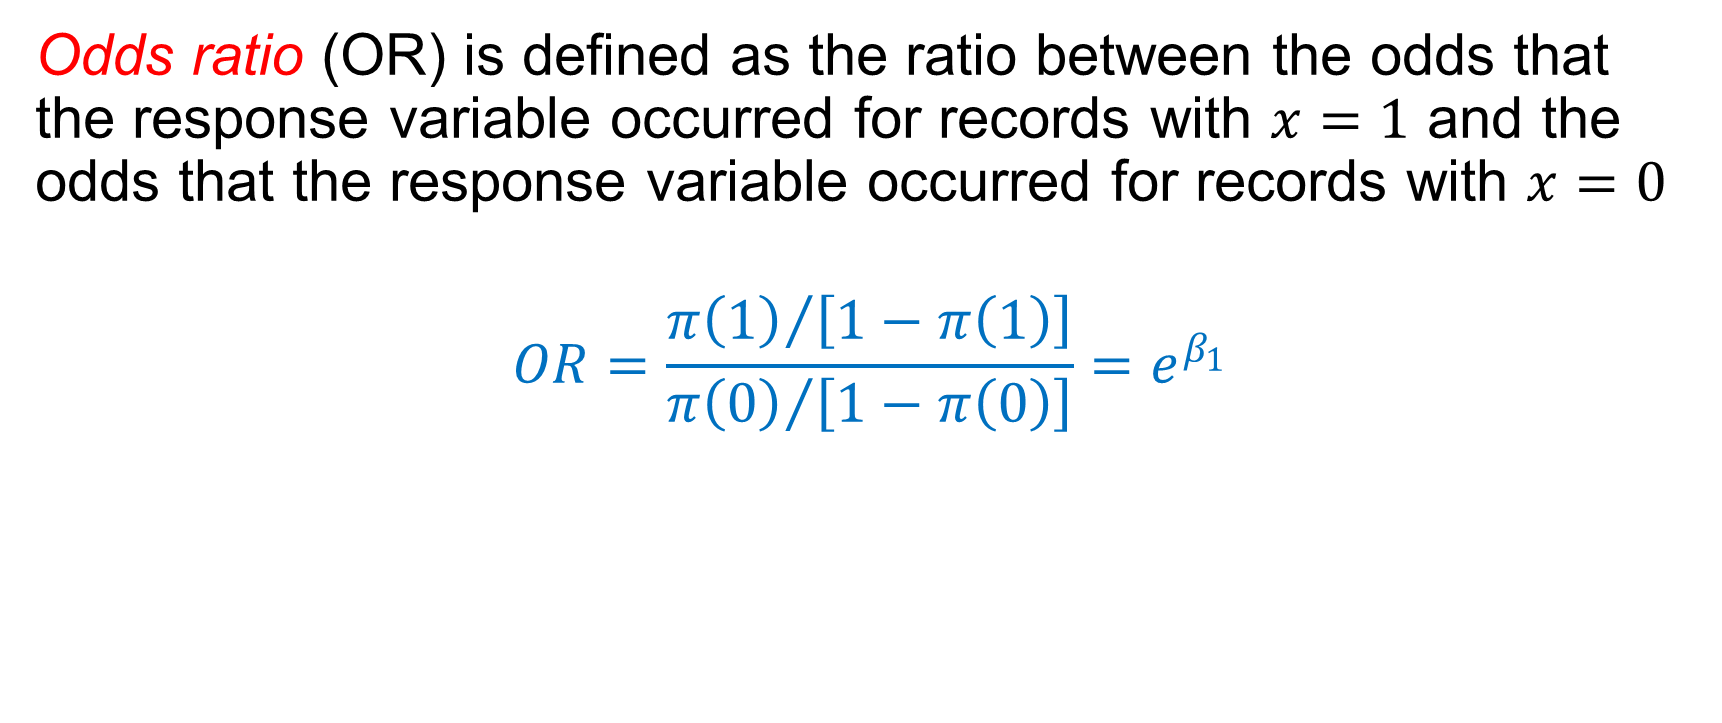 Odds ratio (OR) is defined as the ratio between the odds that
the response variable occurred for records with 𝑥 = 1 and the
odds that the response variable occurred for records with 𝑥 = 0
𝑂𝑅 = 𝜋(1)/[1 − 𝜋(1)] / 𝜋(0)/[1 − 𝜋(0)] = 𝑒^𝛽₁